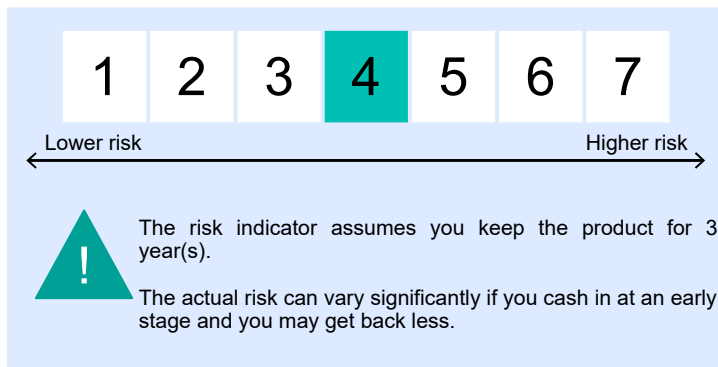 1 2 3 4 5 6 7
Lower risk Higher risk
!
The risk indicator assumes you keep the product for 3
year(s).
The actual risk can vary significantly if you cash in at an early
stage and you may get back less.